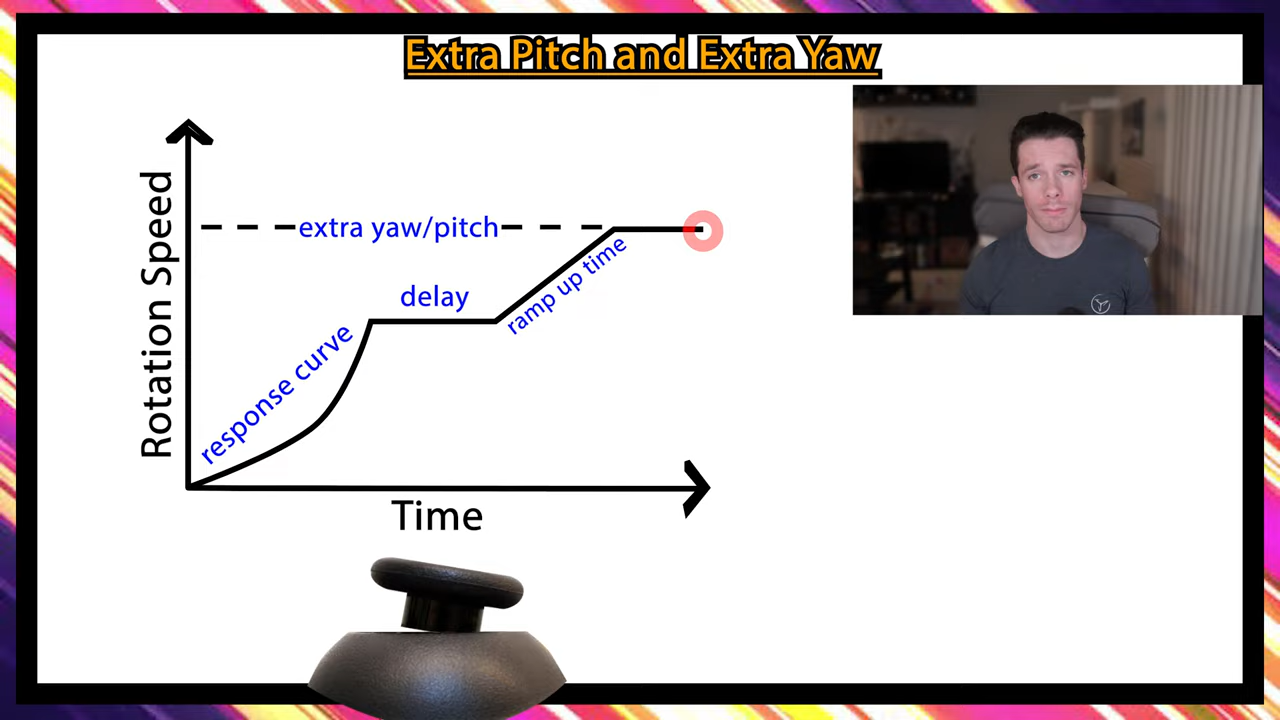 Extra Pitch and Extra Yaw
Rotation Speed
extra yaw/pitch
delay
ramp up time
response curve
Time